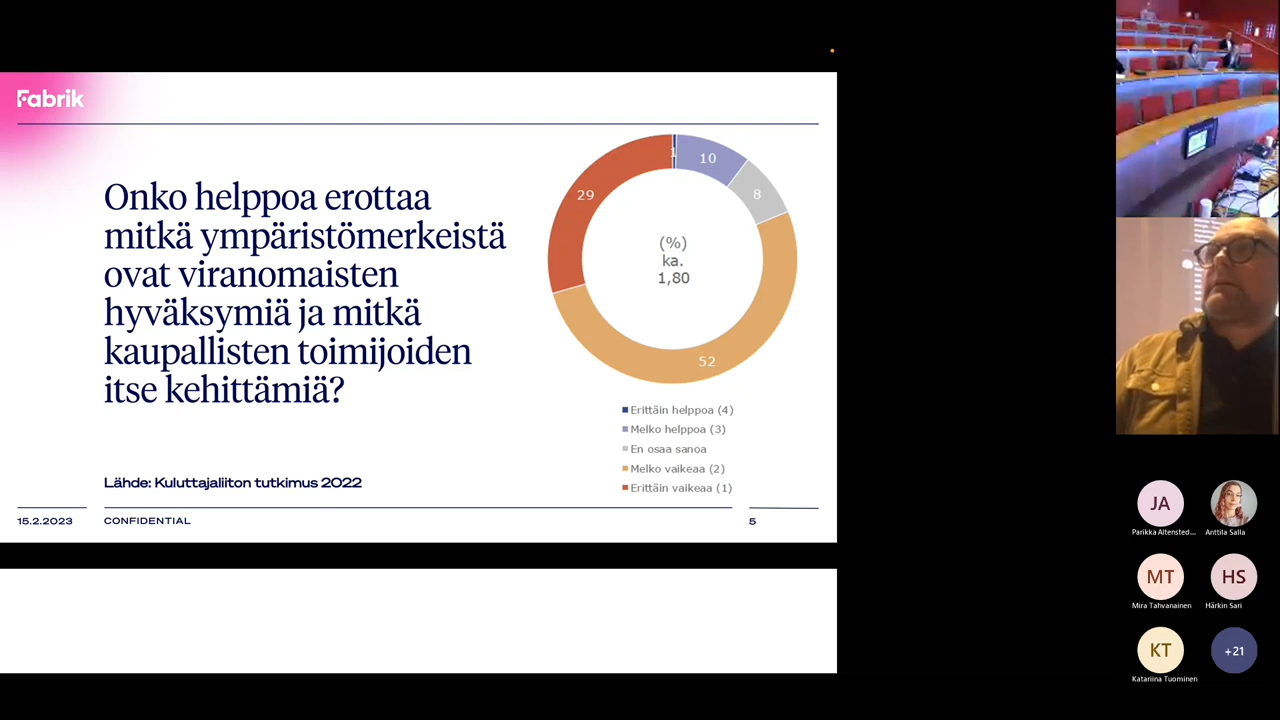 Fabrik
Onko helppoa erottaa
mitkä ympäristömerkeistä
ovat viranomaisten
hyväksymiä ja mitkä
kaupallisten toimijoiden
itse kehittämiä?
Lähde: Kuluttajaliiton tutkimus 2022
15.2.2023
CONFIDENTIAL
5
1
10
8
29
52
(%)
ka.
1,80
Erittäin helppoa (4)
Melko helppoa (3)
En osaa sanoa
Melko vaikeaa (2)
Erittäin vaikeaa (1)
JA
Parikka Altensted...
Anttila Salla
MT
Mira Tahvanainen
HS
Härkin Sari
KT
Katariina Tuominen
+21